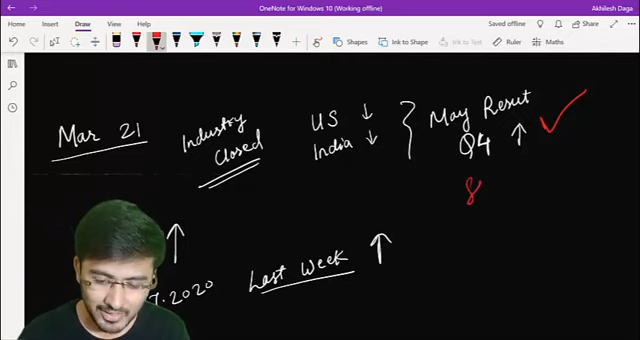 OneNote for Windows 10 (Working offline)
Akhilesh Daga
Home Insert Draw View Help
Saved offline Share
Shapes Ink to Shape Ink to Text Ruler Maths
Mar 21
Industry
Closed
US ↓
India ↓
May Result
Q4 ↑
8
↑
7.2020
Last Week ↑